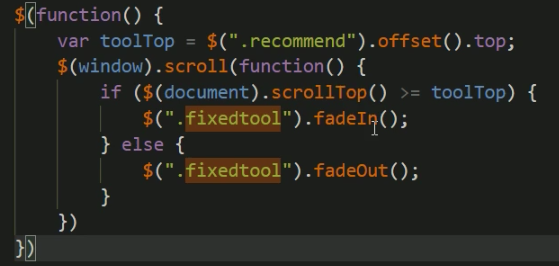 $(function() {
    var toolTop = $(".recommend").offset().top;
    $(window).scroll(function() {
        if ($(document).scrollTop() >= toolTop) {
            $(".fixedtool").fadeIn();
        } else {
            $(".fixedtool").fadeOut();
        }
    })
})